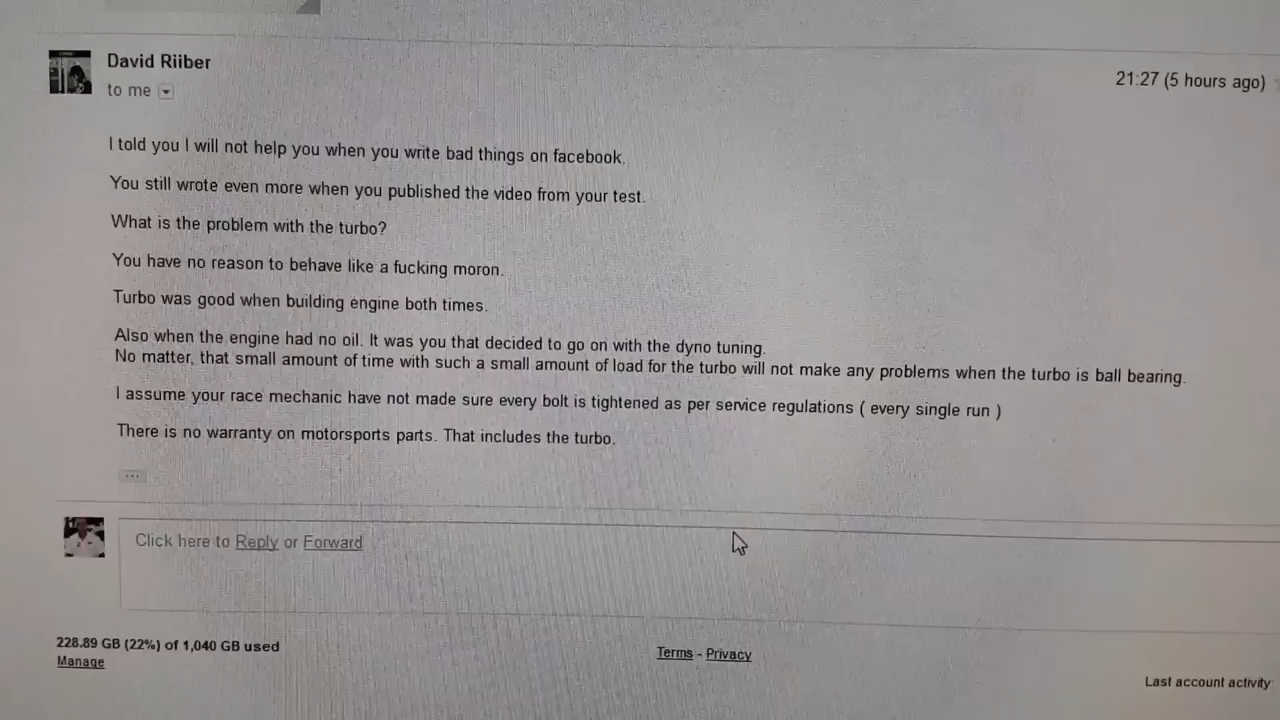 David Riiber
21:27 (5 hours ago)
to me
I told you I will not help you when you write bad things on facebook.
You still wrote even more when you published the video from your test.
What is the problem with the turbo?
You have no reason to behave like a fucking moron.
Turbo was good when building engine both times.
Also when the engine had no oil. It was you that decided to go on with the dyno tuning.
No matter, that small amount of time with such a small amount of load for the turbo will not make any problems when the turbo is ball bearing.
I assume your race mechanic have not made sure every bolt is tightened as per service regulations ( every single run )
There is no warranty on motorsports parts. That includes the turbo.
...
Click here to Reply or Forward
228.89 GB (22%) of 1,040 GB used
Manage
Terms - Privacy
Last account activity